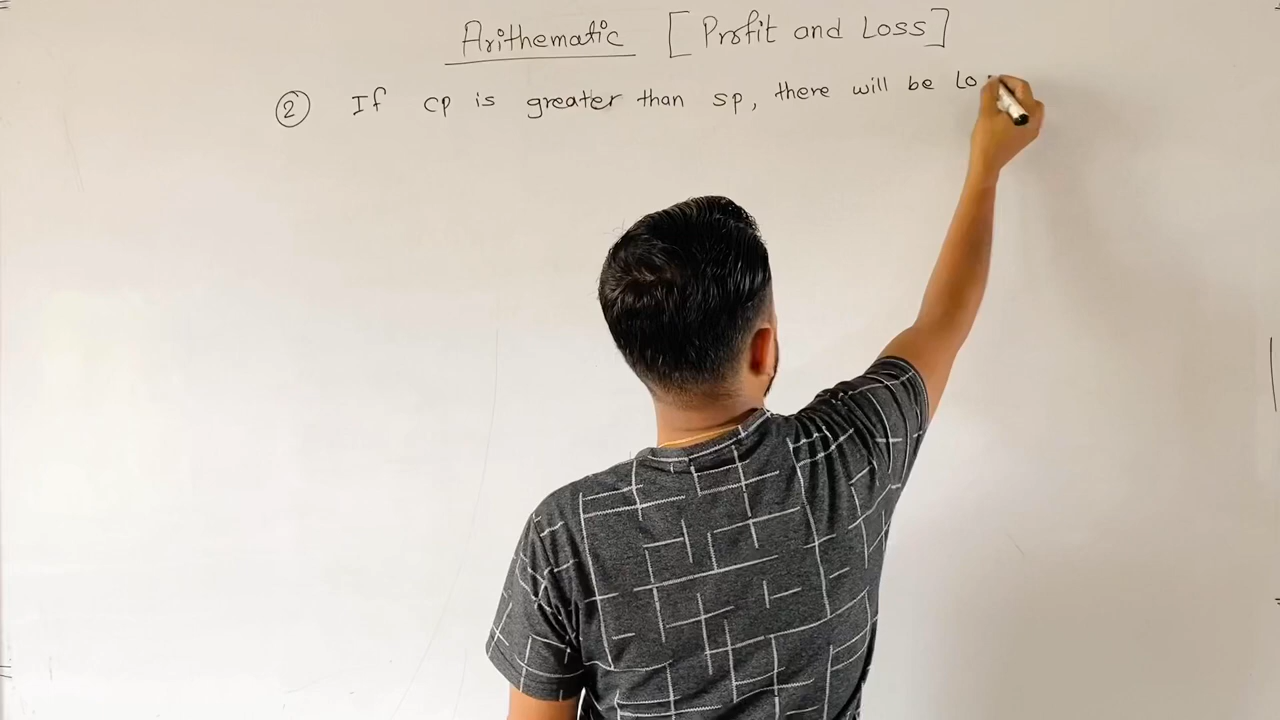 Arithematic [Profit and Loss]
② If cp is greater than sp, there will be Lo